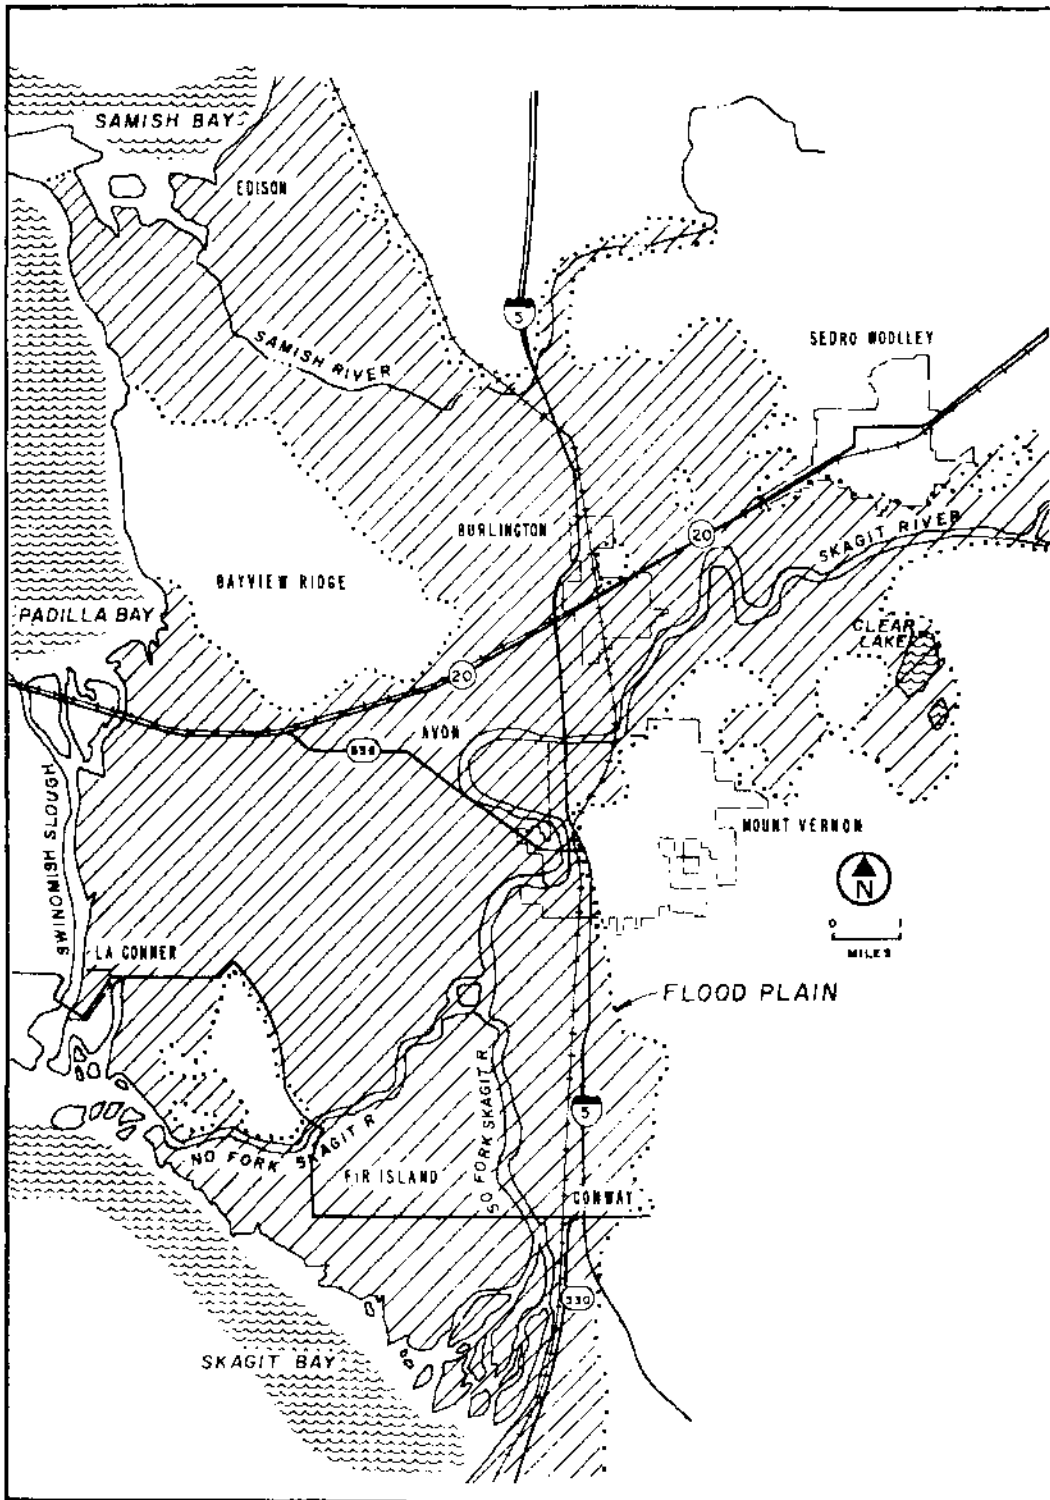 SAMISH BAY
EDISON
5
SAMISH RIVER
SEDRO WOOLLEY
BURLINGTON
20
SKAGIT RIVER
BAYVIEW RIDGE
PADILLA BAY
CLEAR
LAKE
20
AVON
536
SWINOMISH SLOUGH
MOUNT VERNON
N
0 1
MILES
LA CONNER
FLOOD PLAIN
SO FORK SKAGIT R
5
NO FORK SKAGIT R
FIR ISLAND
CONWAY
530
SKAGIT BAY